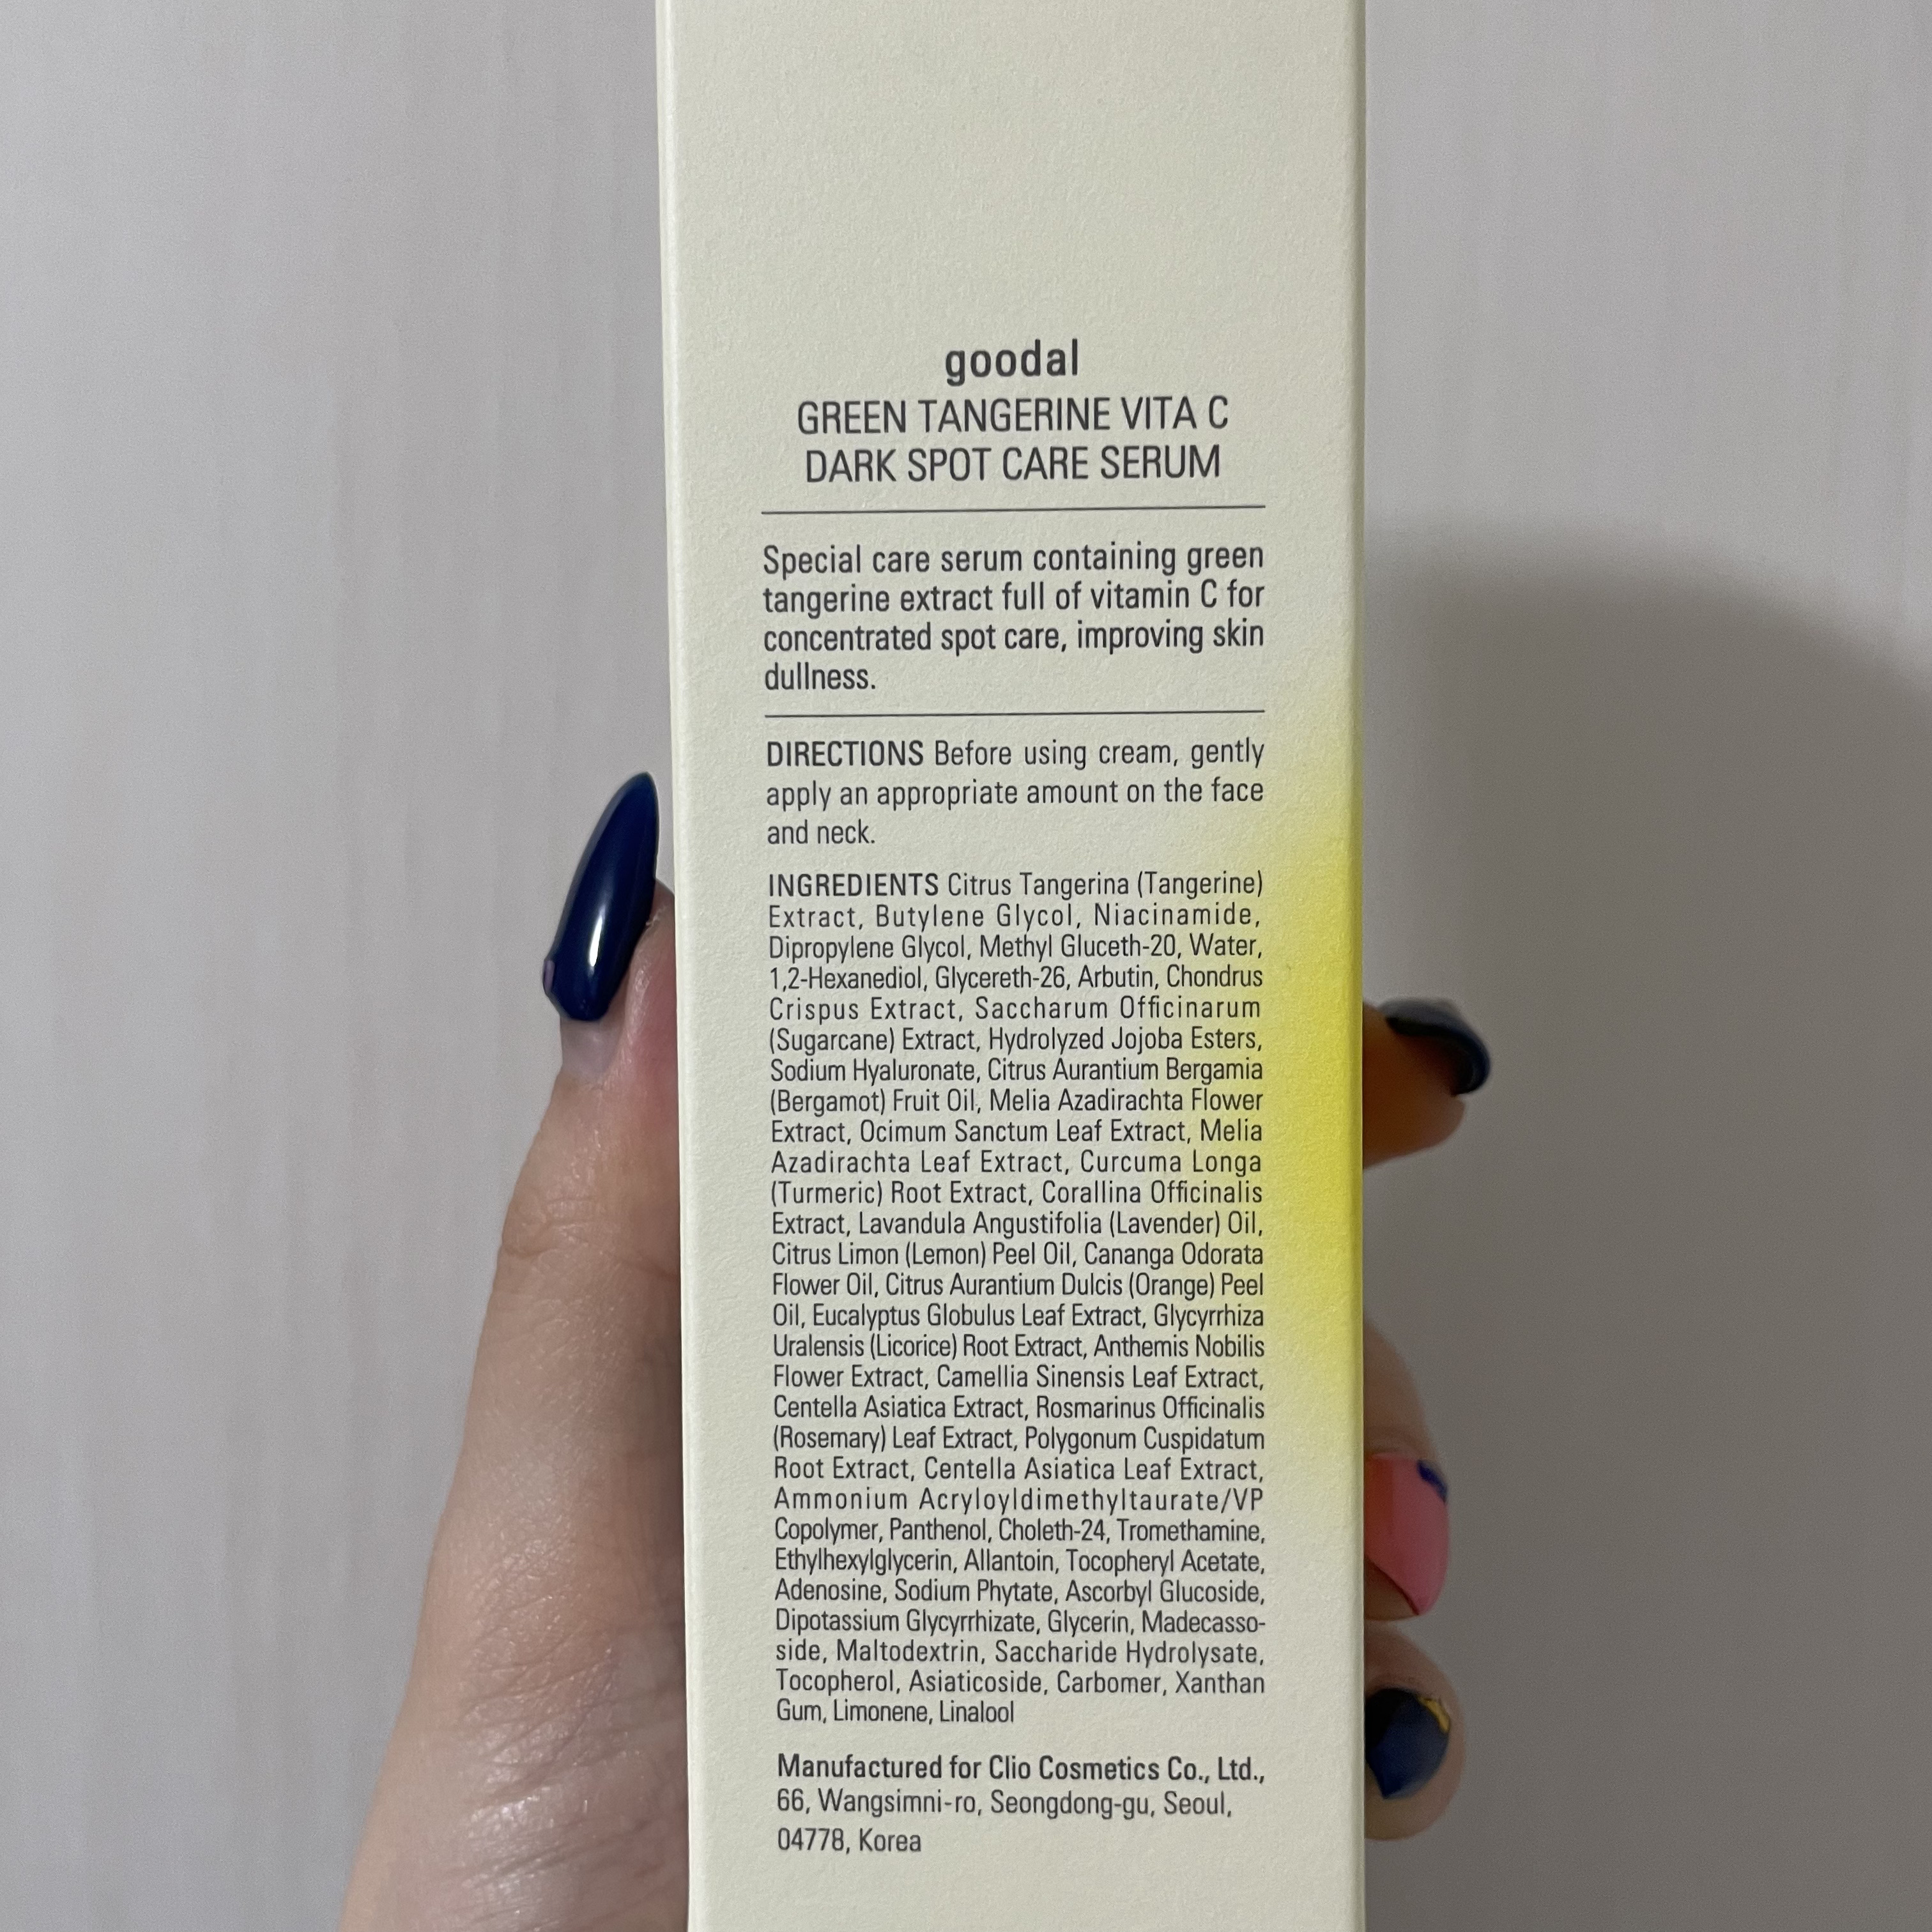 goodal
GREEN TANGERINE VITA C
DARK SPOT CARE SERUM
Special care serum containing green
tangerine extract full of vitamin C for
concentrated spot care, improving skin
dullness.
DIRECTIONS Before using cream, gently
apply an appropriate amount on the face
and neck.
INGREDIENTS Citrus Tangerina (Tangerine)
Extract, Butylene Glycol, Niacinamide,
Dipropylene Glycol, Methyl Gluceth-20, Water,
1,2-Hexanediol, Glycereth-26, Arbutin, Chondrus
Crispus Extract, Saccharum Officinarum
(Sugarcane) Extract, Hydrolyzed Jojoba Esters,
Sodium Hyaluronate, Citrus Aurantium Bergamia
(Bergamot) Fruit Oil, Melia Azadirachta Flower
Extract, Ocimum Sanctum Leaf Extract, Melia
Azadirachta Leaf Extract, Curcuma Longa
(Turmeric) Root Extract, Corallina Officinalis
Extract, Lavandula Angustifolia (Lavender) Oil,
Citrus Limon (Lemon) Peel Oil, Cananga Odorata
Flower Oil, Citrus Aurantium Dulcis (Orange) Peel
Oil, Eucalyptus Globulus Leaf Extract, Glycyrrhiza
Uralensis (Licorice) Root Extract, Anthemis Nobilis
Flower Extract, Camellia Sinensis Leaf Extract,
Centella Asiatica Extract, Rosmarinus Officinalis
(Rosemary) Leaf Extract, Polygonum Cuspidatum
Root Extract, Centella Asiatica Leaf Extract,
Ammonium Acryloyldimethyltaurate/VP
Copolymer, Panthenol, Choleth-24, Tromethamine,
Ethylhexylglycerin, Allantoin, Tocopheryl Acetate,
Adenosine, Sodium Phytate, Ascorbyl Glucoside,
Dipotassium Glycyrrhizate, Glycerin, Madecasso-
side, Maltodextrin, Saccharide Hydrolysate,
Tocopherol, Asiaticoside, Carbomer, Xanthan
Gum, Limonene, Linalool
Manufactured for Clio Cosmetics Co., Ltd.,
66, Wangsimni-ro, Seongdong-gu, Seoul,
04778, Korea